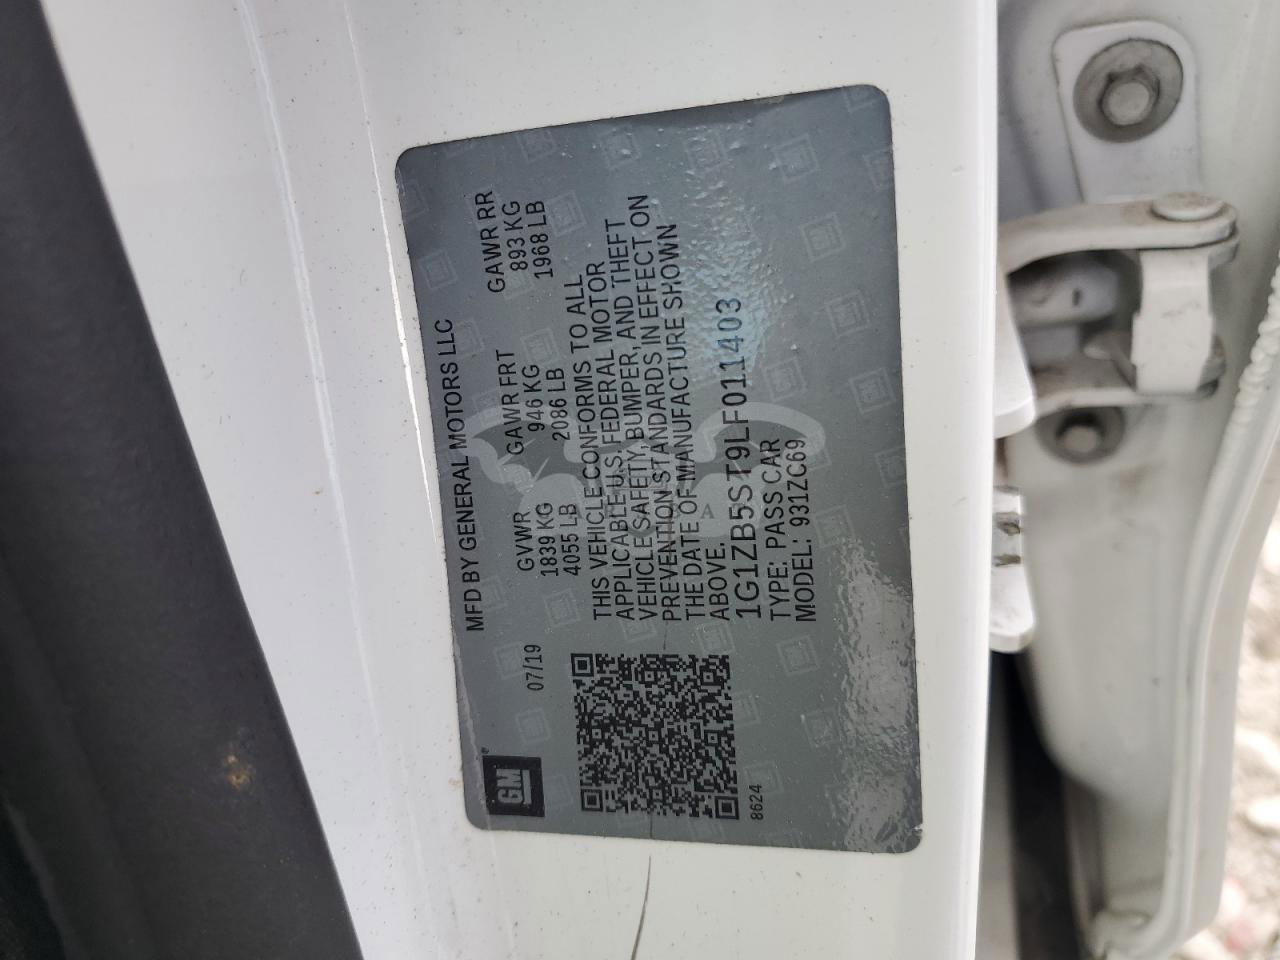 MFD BY GENERAL MOTORS LLC
07/19
GVWR GAWR FRT GAWR RR
1839 KG 946 KG 893 KG
4055 LB 2086 LB 1968 LB
THIS VEHICLE CONFORMS TO ALL
APPLICABLE U.S. FEDERAL MOTOR
VEHICLE SAFETY, BUMPER, AND THEFT
PREVENTION STANDARDS IN EFFECT ON
THE DATE OF MANUFACTURE SHOWN
ABOVE.
1G1ZB5ST9LF011403
TYPE: PASS CAR
MODEL: 931ZC69
GM®
8624